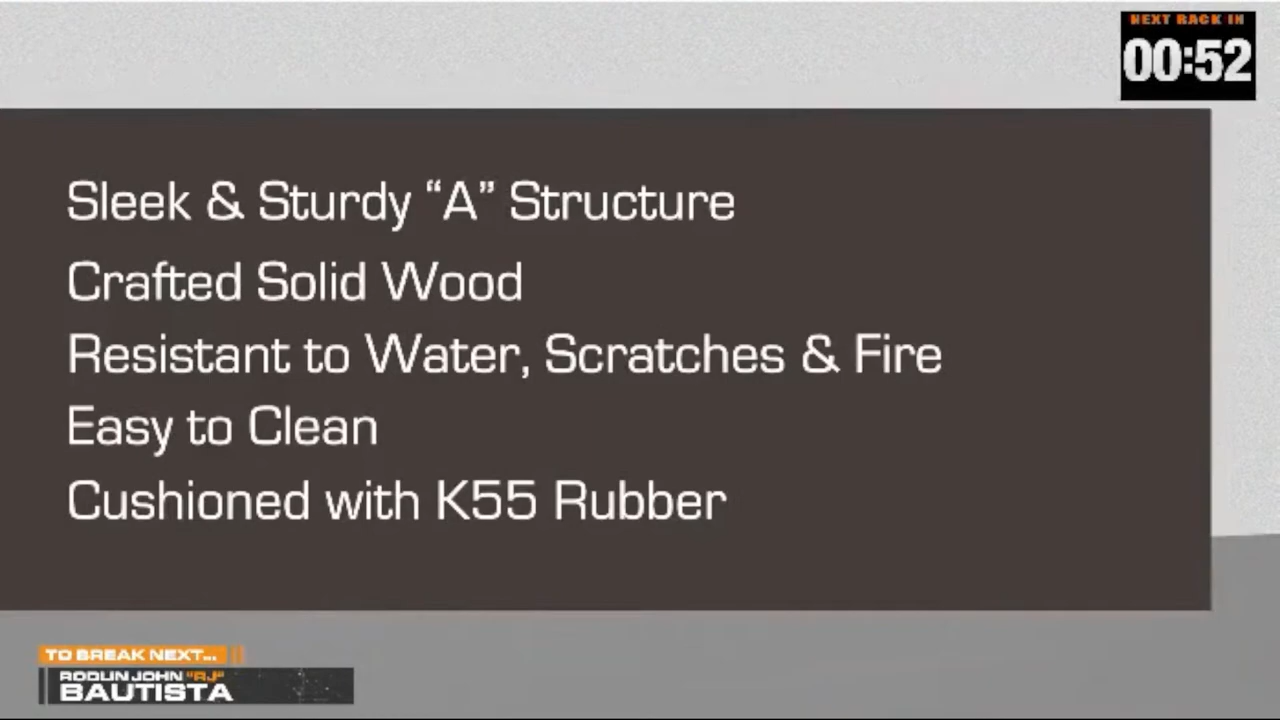 NEXT RACK IN
00:52
Sleek & Sturdy “A” Structure
Crafted Solid Wood
Resistant to Water, Scratches & Fire
Easy to Clean
Cushioned with K55 Rubber
TO BREAK NEXT...
RODLIN JOHN "RJ"
BAUTISTA